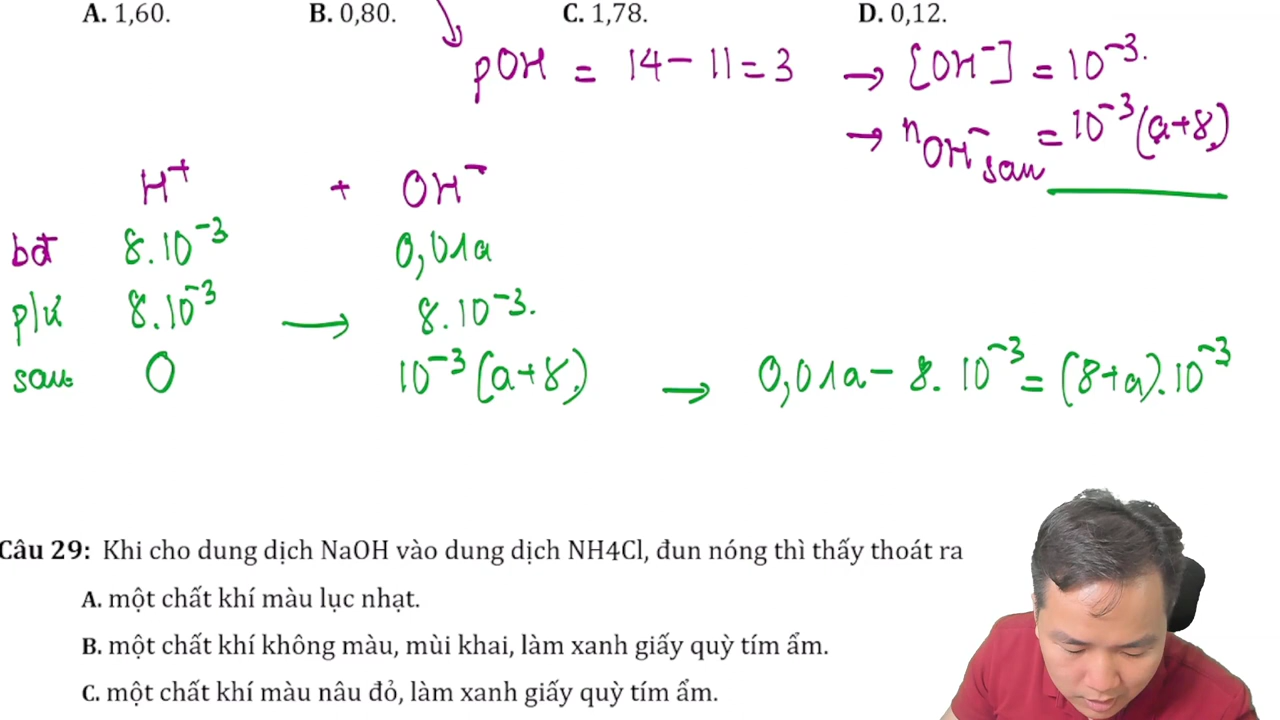 A. 1,60. B. 0,80. C. 1,78. D. 0,12.
pOH = 14 - 11 = 3 → [OH⁻] = 10⁻³.
→ nOH⁻ sau = 10⁻³(a+8)
H⁺ + OH⁻
bđ 8.10⁻³ 0,01a
p/ứ 8.10⁻³ → 8.10⁻³.
sau: 0 10⁻³(a+8) → 0,01a - 8.10⁻³ = (8+a).10⁻³
Câu 29: Khi cho dung dịch NaOH vào dung dịch NH4Cl, đun nóng thì thấy thoát ra
A. một chất khí màu lục nhạt.
B. một chất khí không màu, mùi khai, làm xanh giấy quỳ tím ẩm.
C. một chất khí màu nâu đỏ, làm xanh giấy quỳ tím ẩm.